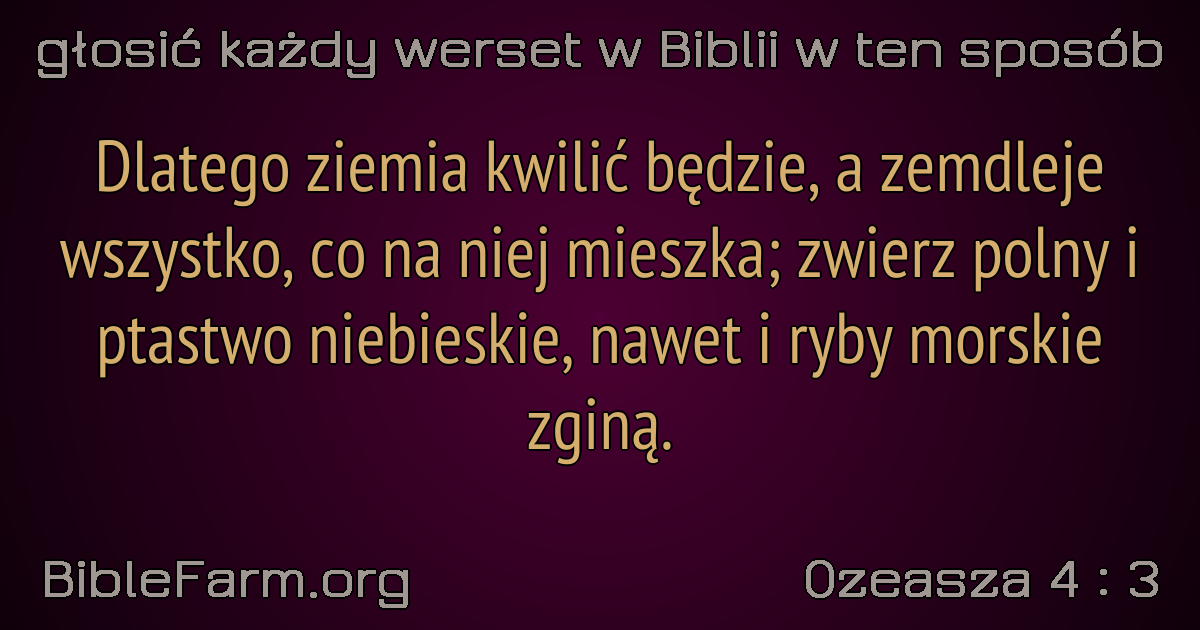 głosić każdy werset w Biblii w ten sposób
Dlatego ziemia kwilić będzie, a zemdleje
wszystko, co na niej mieszka; zwierz polny i
ptastwo niebieskie, nawet i ryby morskie
zginą.
BibleFarm.org
Ozeasza 4 : 3